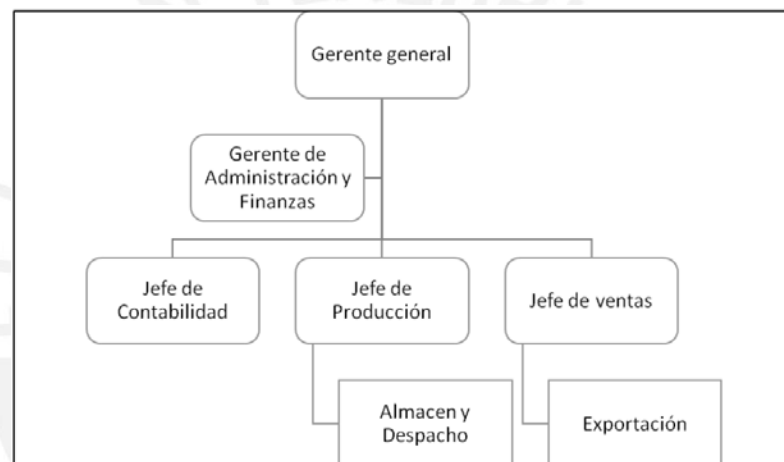 Gerente general
Gerente de
Administración y
Finanzas
Jefe de
Contabilidad
Jefe de
Producción
Jefe de ventas
Almacen y
Despacho
Exportación